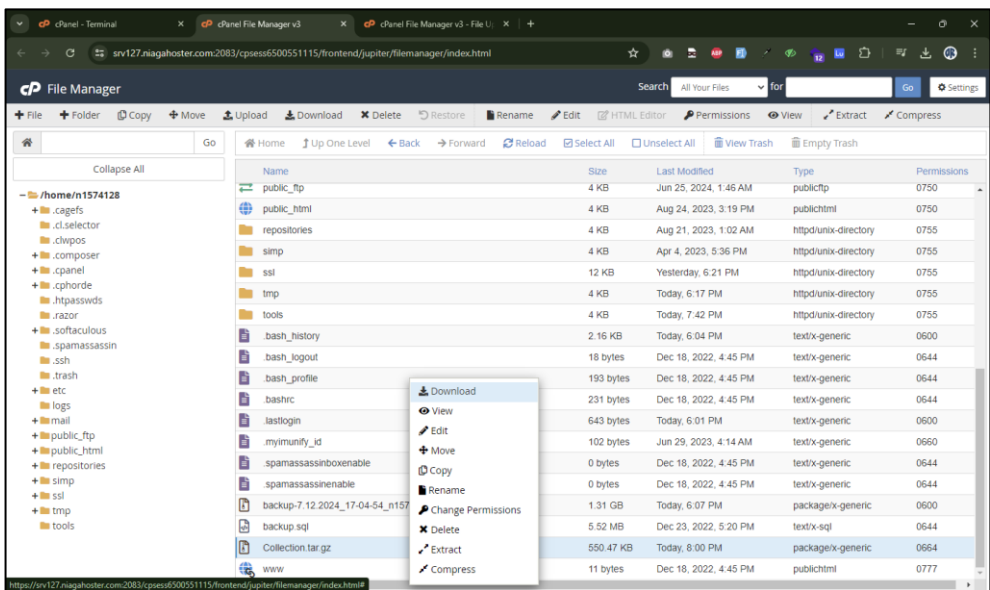 cPanel - Terminal
cPanel File Manager v3
cPanel File Manager v3 - File U
srv127.niagahoster.com:2083/cpsess6500551115/frontend/jupiter/filemanager/index.html
ABP
12
Lu
cP File Manager
Search All Your Files for Go Settings
File Folder Copy Move Upload Download Delete Restore Rename Edit HTML Editor Permissions View Extract Compress
Go Home Up One Level Back Forward Reload Select All Unselect All View Trash Empty Trash
Collapse All
/home/n1574128
.cagefs
.cl.selector
.clwpos
.composer
.cpanel
.cphorde
.htpasswds
.razor
.softaculous
.spamassassin
.ssh
.trash
etc
logs
mail
public_ftp
public_html
repositories
simp
ssl
tmp
tools
Name Size Last Modified Type Permissions
public_ftp 4 KB Jun 25, 2024, 1:46 AM publicftp 0750
public_html 4 KB Aug 24, 2023, 3:19 PM publichtml 0750
repositories 4 KB Aug 21, 2023, 1:02 AM httpd/unix-directory 0755
simp 4 KB Apr 4, 2023, 5:36 PM httpd/unix-directory 0755
ssl 12 KB Yesterday, 6:21 PM httpd/unix-directory 0755
tmp 4 KB Today, 6:17 PM httpd/unix-directory 0755
tools 4 KB Today, 7:42 PM httpd/unix-directory 0755
.bash_history 2.16 KB Today, 6:04 PM text/x-generic 0600
.bash_logout 18 bytes Dec 18, 2022, 4:45 PM text/x-generic 0644
.bash_profile 193 bytes Dec 18, 2022, 4:45 PM text/x-generic 0644
.bashrc 231 bytes Dec 18, 2022, 4:45 PM text/x-generic 0644
.lastlogin 643 bytes Today, 6:01 PM text/x-generic 0600
.myimunify_id 102 bytes Jun 29, 2023, 4:14 AM text/x-generic 0660
.spamassassinboxenable 0 bytes Dec 18, 2022, 4:45 PM text/x-generic 0644
.spamassassinenable 0 bytes Dec 18, 2022, 4:45 PM text/x-generic 0644
backup-7.12.2024_17-04-54_n157 1.31 GB Today, 6:07 PM package/x-generic 0600
backup.sql 5.52 MB Dec 23, 2022, 5:20 PM text/x-sql 0644
Collection.tar.gz 550.47 KB Today, 8:00 PM package/x-generic 0664
www 11 bytes Dec 18, 2022, 4:45 PM publichtml 0777
Download
View
Edit
Move
Copy
Rename
Change Permissions
Delete
Extract
Compress
https://srv127.niagahoster.com:2083/cpsess6500551115/frontend/jupiter/filemanager/index.html#